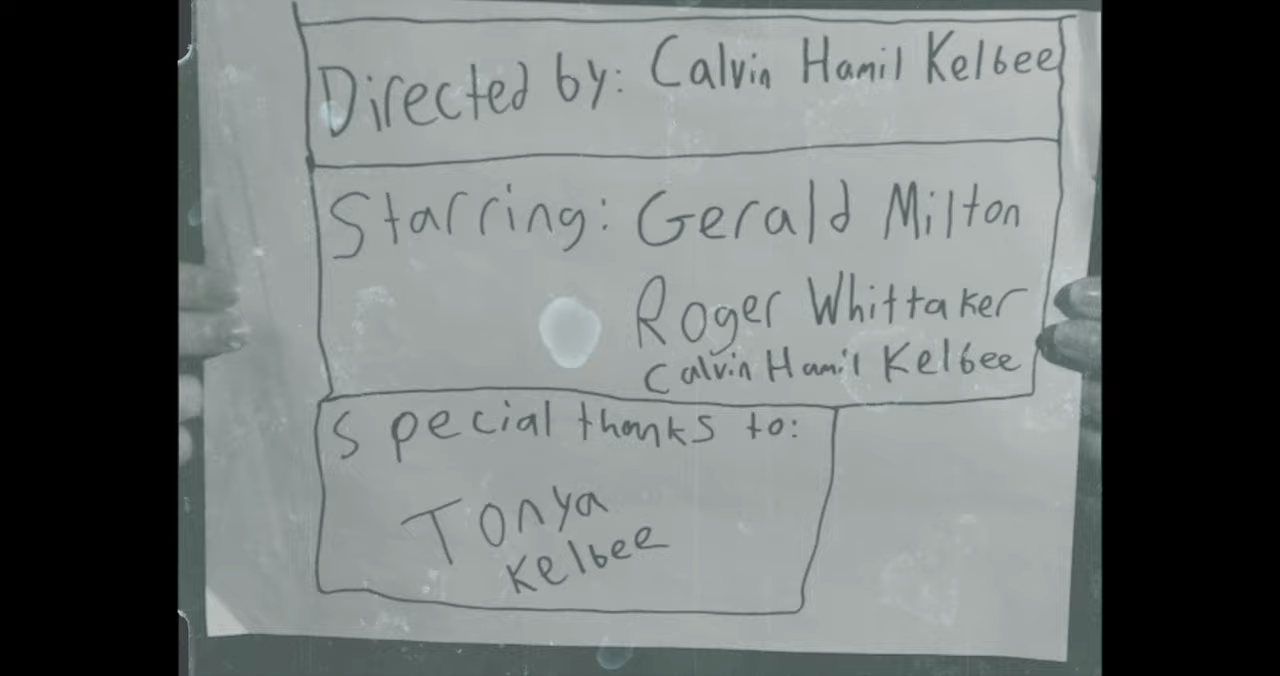 Directed by: Calvin Hamil Kelbee
Starring: Gerald Milton
Roger Whittaker
Calvin Hamil Kelbee
Special thanks to:
Tonya
Kelbee